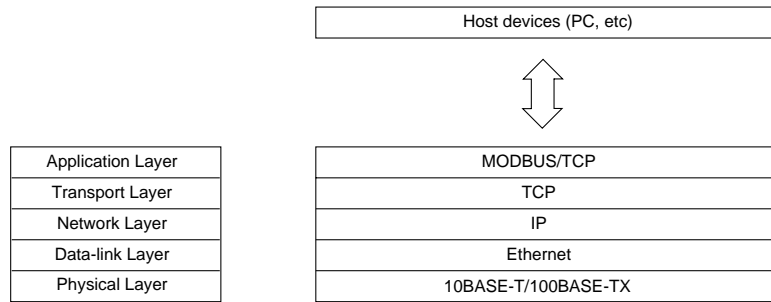 Host devices (PC, etc)
Application Layer MODBUS/TCP
Transport Layer TCP
Network Layer IP
Data-link Layer Ethernet
Physical Layer 10BASE-T/100BASE-TX